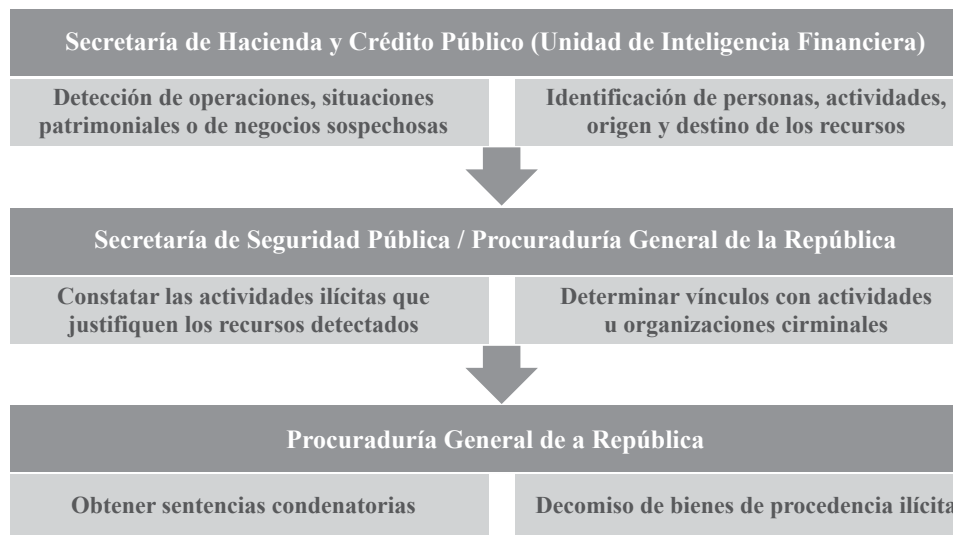 Secretaría de Hacienda y Crédito Público (Unidad de Inteligencia Financiera)
Detección de operaciones, situaciones
patrimoniales o de negocios sospechosas
Identificación de personas, actividades,
origen y destino de los recursos
Secretaría de Seguridad Pública / Procuraduría General de la República
Constatar las actividades ilícitas que
justifiquen los recursos detectados
Determinar vínculos con actividades
u organizaciones cirminales
Procuraduría General de a República
Obtener sentencias condenatorias
Decomiso de bienes de procedencia ilícita